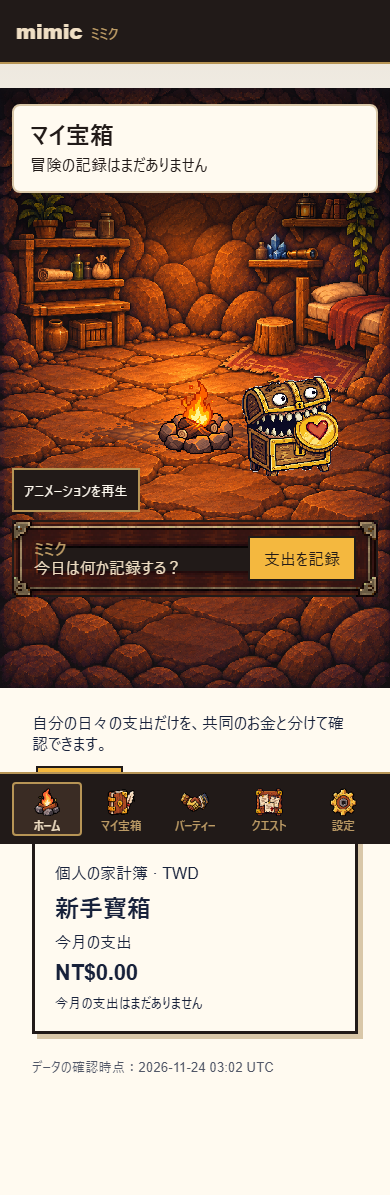 mimic ミミク
マイ宝箱
冒険の記録はまだありません
アニメーションを再生
ミミク
今日は何か記録する？
支出を記録
自分の日々の支出だけを、共同のお金と分けて確
認できます。
ホーム
マイ宝箱
パーティー
クエスト
設定
個人の家計簿 · TWD
新手寶箱
今月の支出
NT$0.00
今月の支出はまだありません
データの確認時点：2026-11-24 03:02 UTC